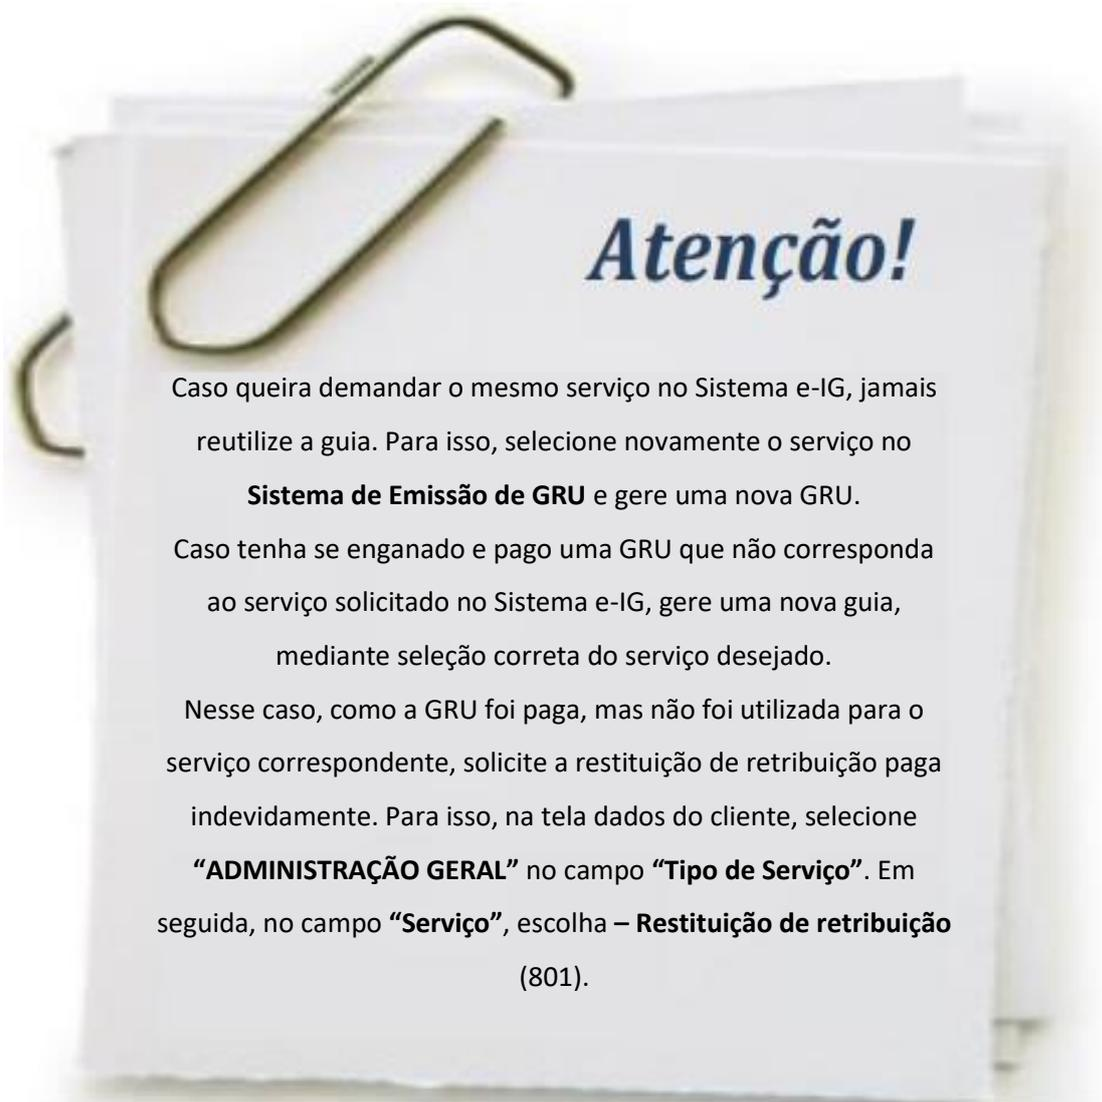 Atenção!
Caso queira demandar o mesmo serviço no Sistema e-IG, jamais
reutilize a guia. Para isso, selecione novamente o serviço no
Sistema de Emissão de GRU e gere uma nova GRU.
Caso tenha se enganado e pago uma GRU que não corresponda
ao serviço solicitado no Sistema e-IG, gere uma nova guia,
mediante seleção correta do serviço desejado.
Nesse caso, como a GRU foi paga, mas não foi utilizada para o
serviço correspondente, solicite a restituição de retribuição paga
indevidamente. Para isso, na tela dados do cliente, selecione
“ADMINISTRAÇÃO GERAL” no campo “Tipo de Serviço”. Em
seguida, no campo “Serviço”, escolha – Restituição de retribuição
(801).